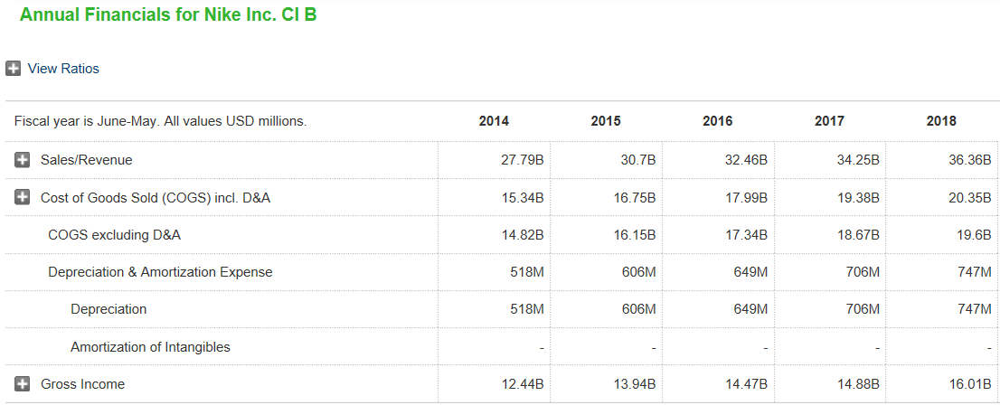 Annual Financials for Nike Inc. Cl B
View Ratios
Fiscal year is June-May. All values USD millions. 2014 2015 2016 2017 2018
Sales/Revenue 27.79B 30.7B 32.46B 34.25B 36.36B
Cost of Goods Sold (COGS) incl. D&A 15.34B 16.75B 17.99B 19.38B 20.35B
COGS excluding D&A 14.82B 16.15B 17.34B 18.67B 19.6B
Depreciation & Amortization Expense 518M 606M 649M 706M 747M
Depreciation 518M 606M 649M 706M 747M
Amortization of Intangibles - - - - -
Gross Income 12.44B 13.94B 14.47B 14.88B 16.01B